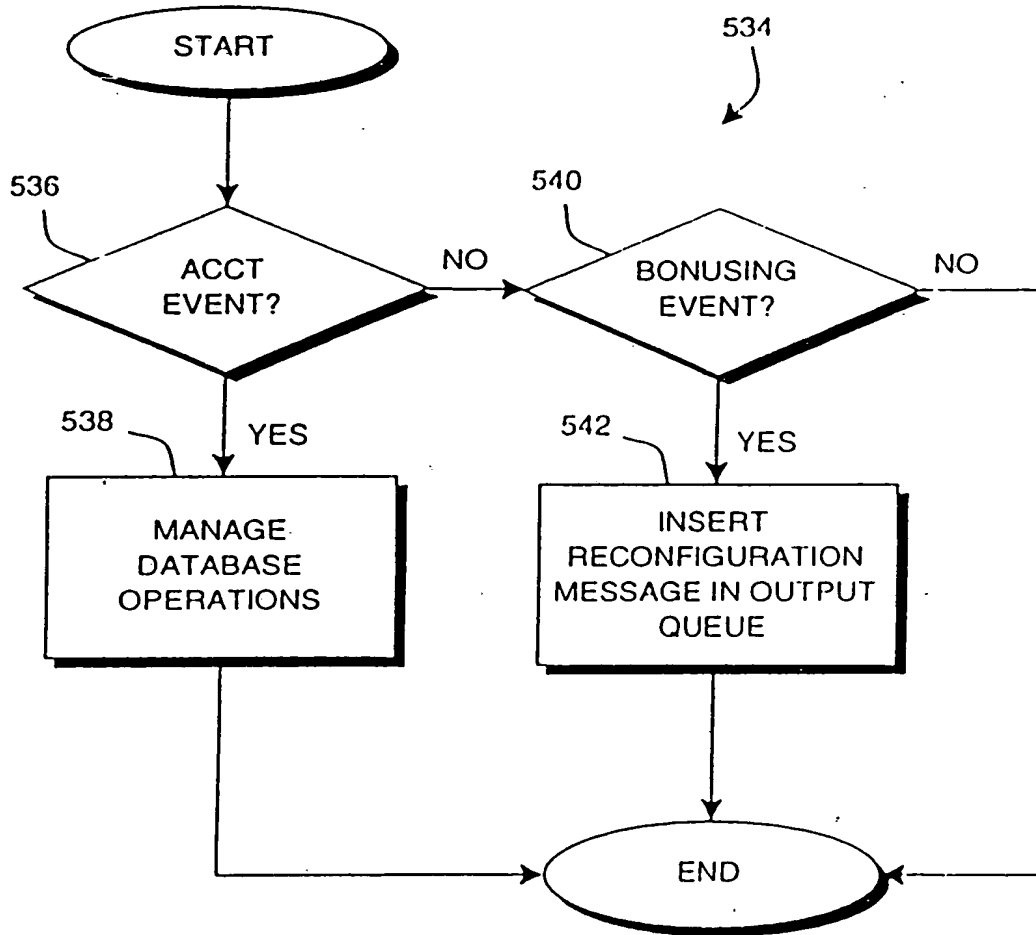 START
534
536
ACCT
EVENT?
NO
540
BONUSING
EVENT?
NO
538
YES
MANAGE
DATABASE
OPERATIONS
542
YES
INSERT
RECONFIGURATION
MESSAGE IN OUTPUT
QUEUE
END